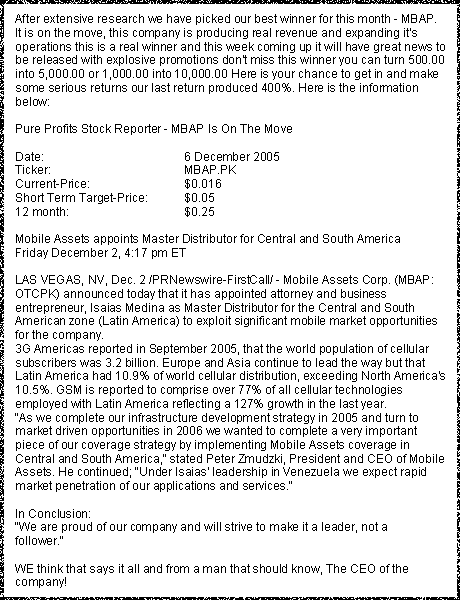 After extensive research we have picked our best winner for this month - MBAP.
It is on the move, this company is producing real revenue and expanding it's
operations this is a real winner and this week coming up it will have great news to
be released with explosive promotions don't miss this winner you can turn 500.00
into 5,000.00 or 1,000.00 into 10,000.00 Here is your chance to get in and make
some serious returns our last return produced 400%. Here is the information
below:
Pure Profits Stock Reporter - MBAP Is On The Move
Date: 6 December 2005
Ticker: MBAP.PK
Current-Price: $0.016
Short Term Target-Price: $0.05
12 month: $0.25
Mobile Assets appoints Master Distributor for Central and South America
Friday December 2, 4:17 pm ET
LAS VEGAS, NV, Dec. 2 /PRNewswire-FirstCall/ - Mobile Assets Corp. (MBAP:
OTCPK) announced today that it has appointed attorney and business
entrepreneur, Isaias Medina as Master Distributor for the Central and South
American zone (Latin America) to exploit significant mobile market opportunities
for the company.
3G Americas reported in September 2005, that the world population of cellular
subscribers was 3.2 billion. Europe and Asia continue to lead the way but that
Latin America had 10.9% of world cellular distribution, exceeding North America's
10.5%. GSM is reported to comprise over 77% of all cellular technologies
employed with Latin America reflecting a 127% growth in the last year.
"As we complete our infrastructure development strategy in 2005 and turn to
market driven opportunities in 2006 we wanted to complete a very important
piece of our coverage strategy by implementing Mobile Assets coverage in
Central and South America," stated Peter Zmudzki, President and CEO of Mobile
Assets. He continued; "Under Isaias' leadership in Venezuela we expect rapid
market penetration of our applications and services."
In Conclusion:
"We are proud of our company and will strive to make it a leader, not a
follower."
WE think that says it all and from a man that should know, The CEO of the
company!